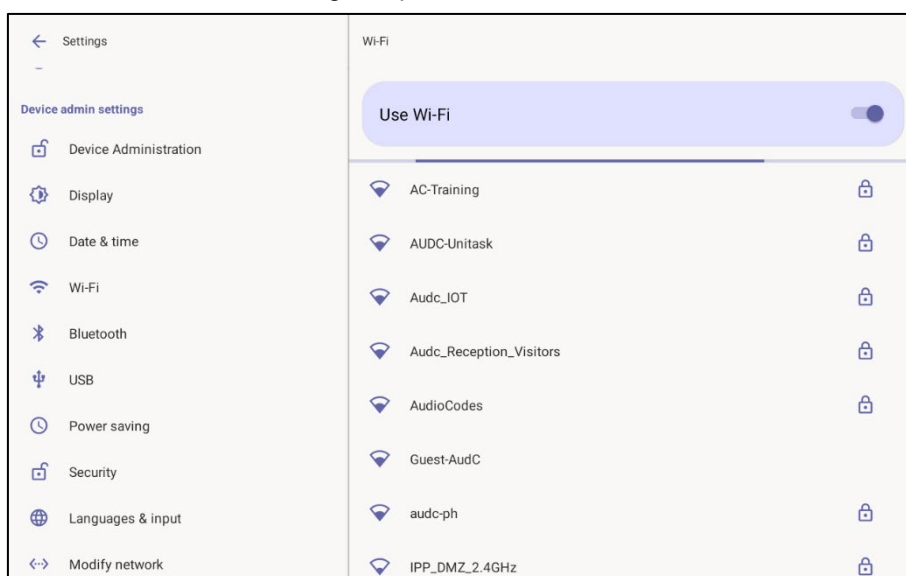 Settings
Device admin settings
Device Administration
Display
Date & time
Wi-Fi
Bluetooth
USB
Power saving
Security
Languages & input
Modify network
Wi-Fi
Use Wi-Fi
AC-Training
AUDC-Unitask
Audc_IOT
Audc_Reception_Visitors
AudioCodes
Guest-AudC
audc-ph
IPP_DMZ_2.4GHz